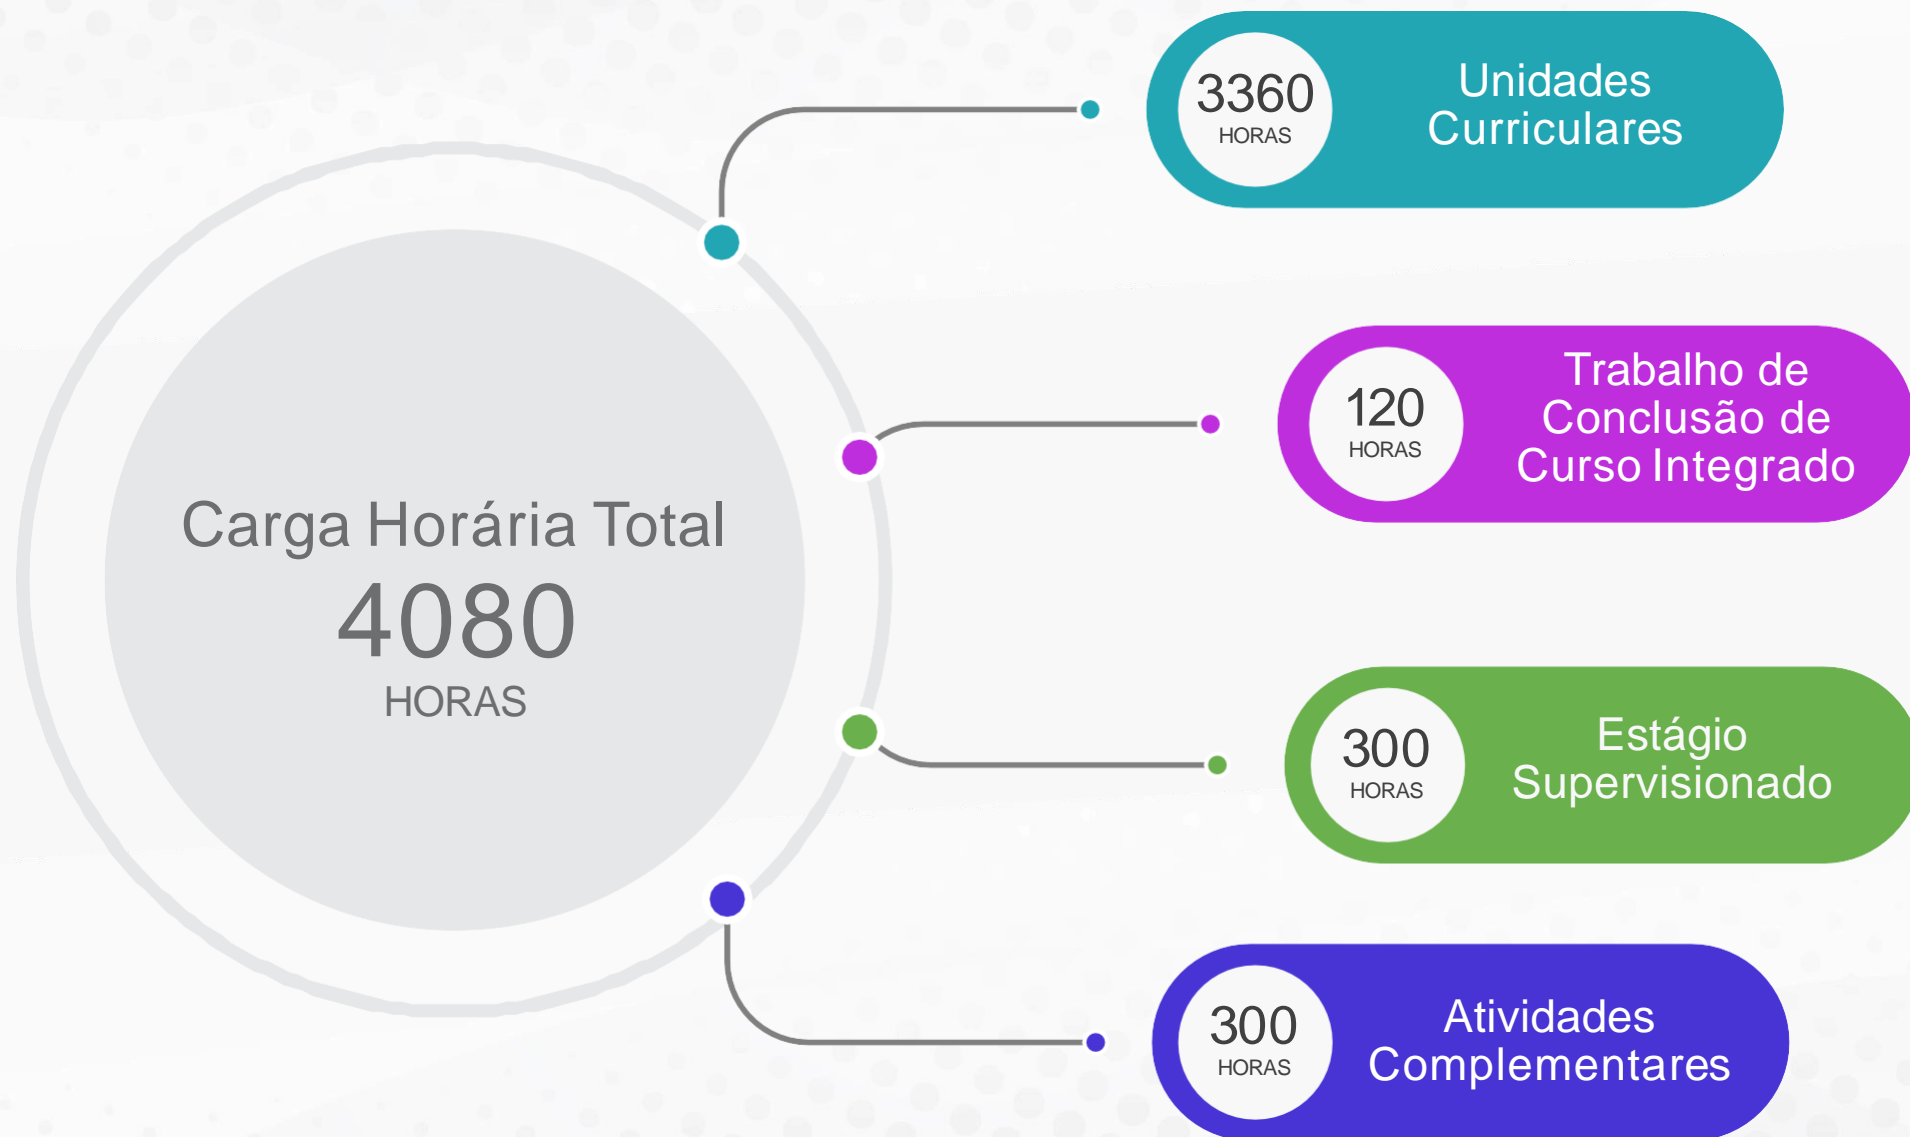 Carga Horária Total
4080
HORAS
3360
HORAS
Unidades
Curriculares
120
HORAS
Trabalho de
Conclusão de
Curso Integrado
300
HORAS
Estágio
Supervisionado
300
HORAS
Atividades
Complementares